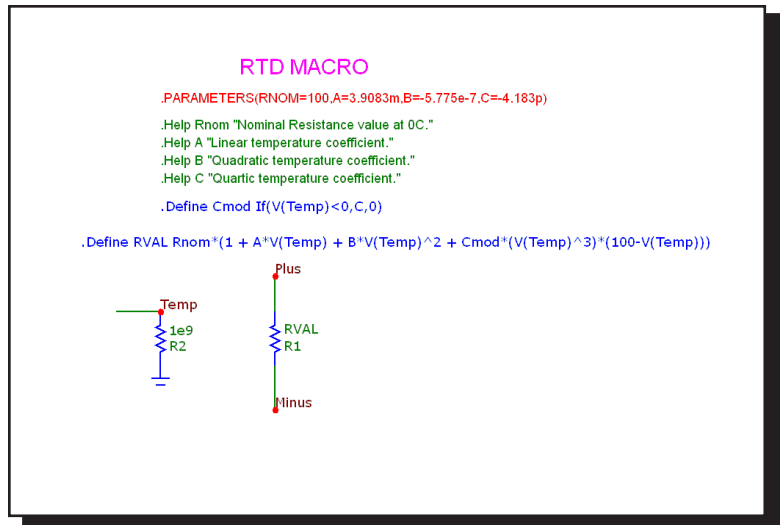 RTD MACRO
.PARAMETERS(RNOM=100,A=3.9083m,B=-5.775e-7,C=-4.183p)
.Help Rnom "Nominal Resistance value at 0C."
.Help A "Linear temperature coefficient."
.Help B "Quadratic temperature coefficient."
.Help C "Quartic temperature coefficient."
.Define Cmod If(V(Temp)<0,C,0)
.Define RVAL Rnom*(1 + A*V(Temp) + B*V(Temp)^2 + Cmod*(V(Temp)^3)*(100-V(Temp)))
Plus
Temp
1e9
R2
RVAL
R1
Minus